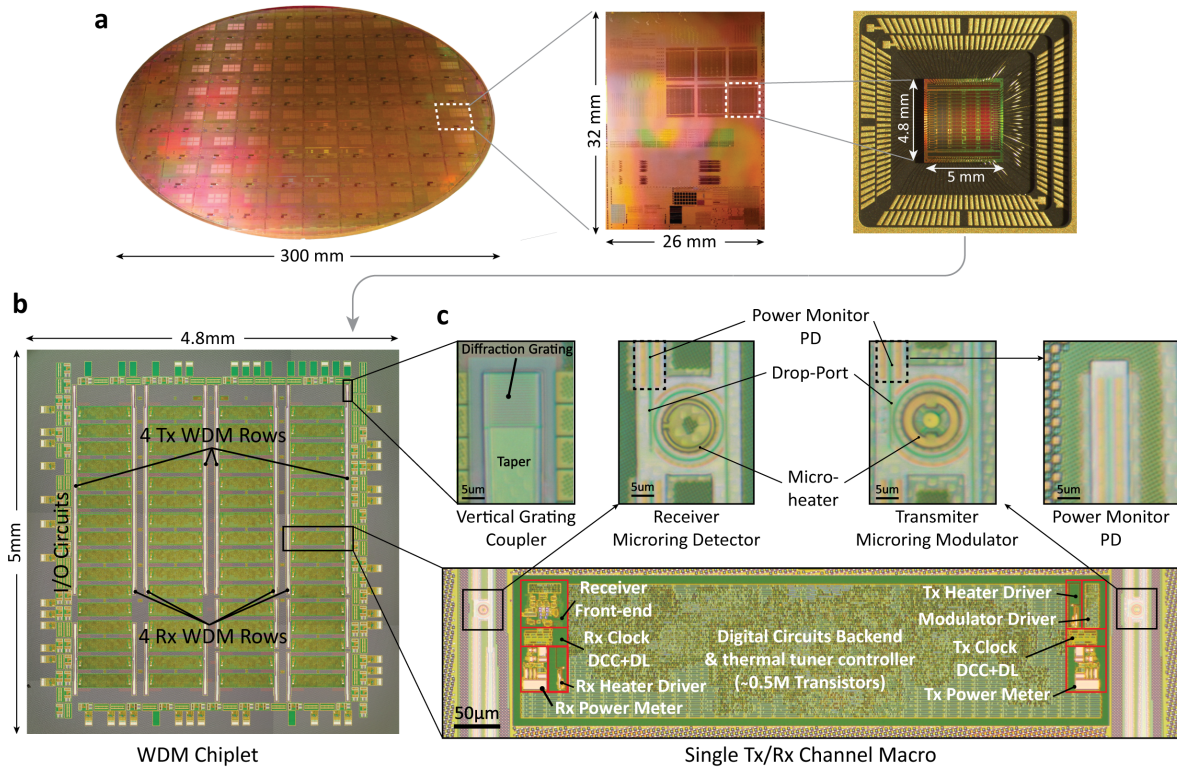 a
32 mm
26 mm
300 mm
4.8 mm
5 mm
b
4.8mm
5mm
I/O Circuits
4 Tx WDM Rows
4 Rx WDM Rows
WDM Chiplet
c
Power Monitor
PD
Drop-Port
Micro-
heater
Diffraction Grating
Taper
5um
Vertical Grating
Coupler
5um
Receiver
Microring Detector
5um
Transmiter
Microring Modulator
5um
Power Monitor
PD
Receiver
Front-end
Rx Clock
DCC+DL
Rx Heater Driver
Rx Power Meter
Digital Circuits Backend
& thermal tuner controller
(~0.5M Transistors)
Tx Heater Driver
Modulator Driver
Tx Clock
DCC+DL
Tx Power Meter
50μm
Single Tx/Rx Channel Macro